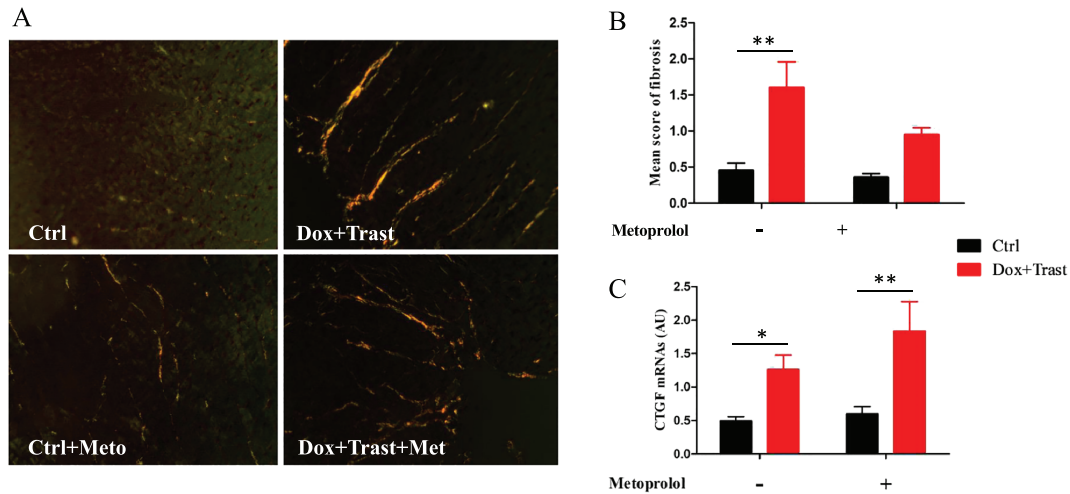 A
Ctrl
Dox+Trast
Ctrl+Meto
Dox+Trast+Met
B
Mean score of fibrosis
2.5
2.0
1.5
1.0
0.5
0.0
**
Metoprolol - +
Ctrl
Dox+Trast
C
CTGF mRNAs (AU)
2.5
2.0
1.5
1.0
0.5
0.0
*
**
Metoprolol - +